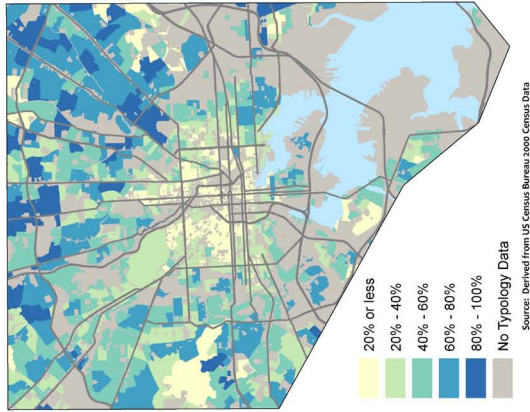 20% or less
20% - 40%
40% - 60%
60% - 80%
80% - 100%
No Typology Data
Source: Derived from US Census Bureau 2000 Census Data